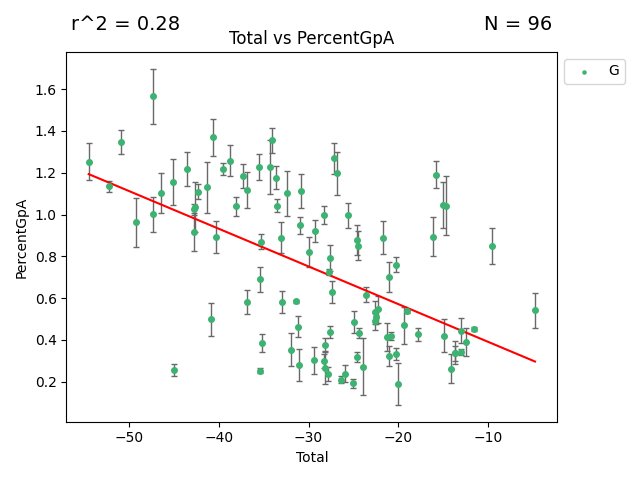 r^2 = 0.28
N = 96
Total vs PercentGpA
G
PercentGpA
1.6
1.4
1.2
1.0
0.8
0.6
0.4
0.2
−50
−40
−30
−20
−10
Total